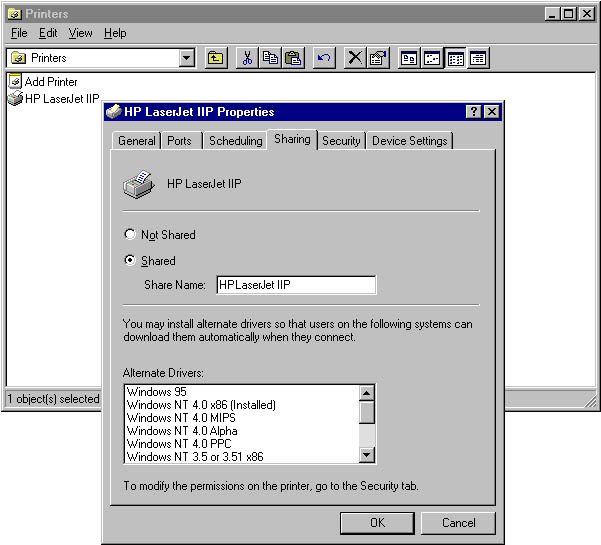 Printers
File Edit View Help
Printers
Add Printer
HP LaserJet IIP
1 object(s) selected
HP LaserJet IIP Properties
General Ports Scheduling Sharing Security Device Settings
HP LaserJet IIP
Not Shared
Shared
Share Name: HPLaserJet IIP
You may install alternate drivers so that users on the following systems can
download them automatically when they connect.
Alternate Drivers:
Windows 95
Windows NT 4.0 x86 (Installed)
Windows NT 4.0 MIPS
Windows NT 4.0 Alpha
Windows NT 4.0 PPC
Windows NT 3.5 or 3.51 x86
To modify the permissions on the printer, go to the Security tab.
OK Cancel